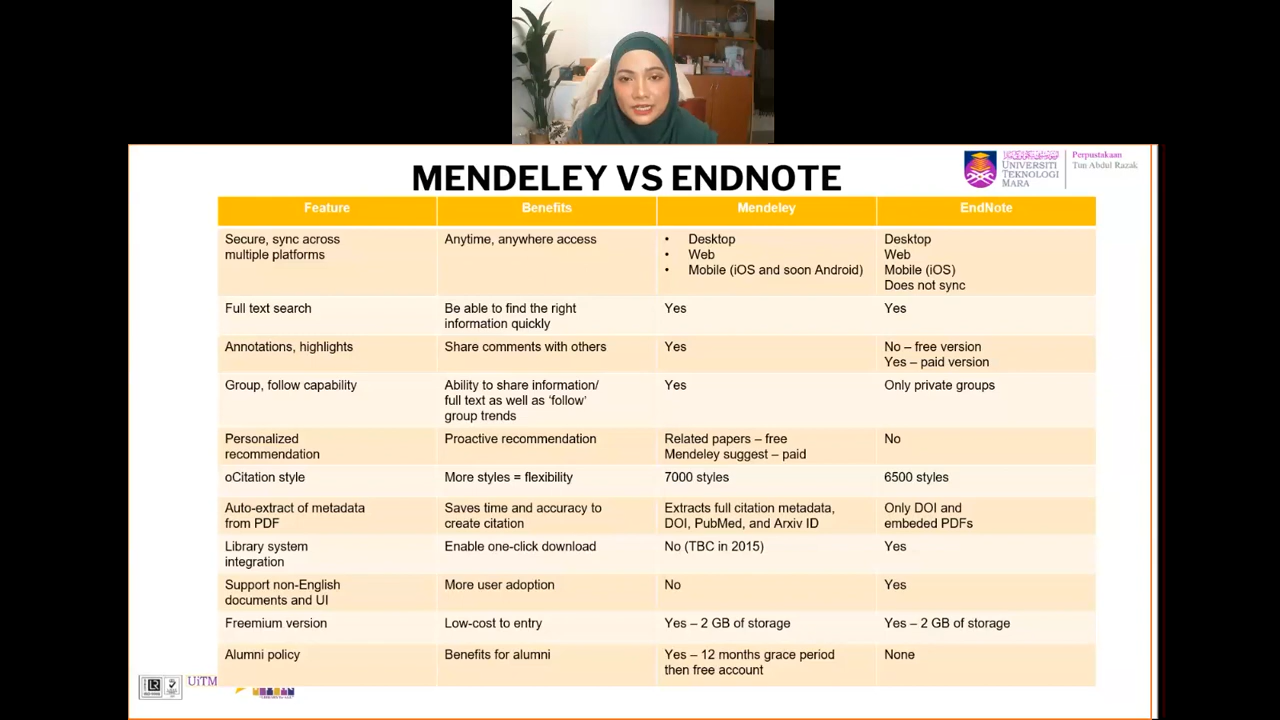 MENDELEY VS ENDNOTE
UNIVERSITI
TEKNOLOGI
MARA
Perpustakaan
Tun Abdul Razak
Feature Benefits Mendeley EndNote
Secure, sync across
multiple platforms
Anytime, anywhere access
• Desktop
• Web
• Mobile (iOS and soon Android)
Desktop
Web
Mobile (iOS)
Does not sync
Full text search
Be able to find the right
information quickly
Yes
Yes
Annotations, highlights
Share comments with others
Yes
No – free version
Yes – paid version
Group, follow capability
Ability to share information/
full text as well as ‘follow’
group trends
Yes
Only private groups
Personalized
recommendation
Proactive recommendation
Related papers – free
Mendeley suggest – paid
No
oCitation style
More styles = flexibility
7000 styles
6500 styles
Auto-extract of metadata
from PDF
Saves time and accuracy to
create citation
Extracts full citation metadata,
DOI, PubMed, and Arxiv ID
Only DOI and
embeded PDFs
Library system
integration
Enable one-click download
No (TBC in 2015)
Yes
Support non-English
documents and UI
More user adoption
No
Yes
Freemium version
Low-cost to entry
Yes – 2 GB of storage
Yes – 2 GB of storage
Alumni policy
Benefits for alumni
Yes – 12 months grace period
then free account
None
UiTM